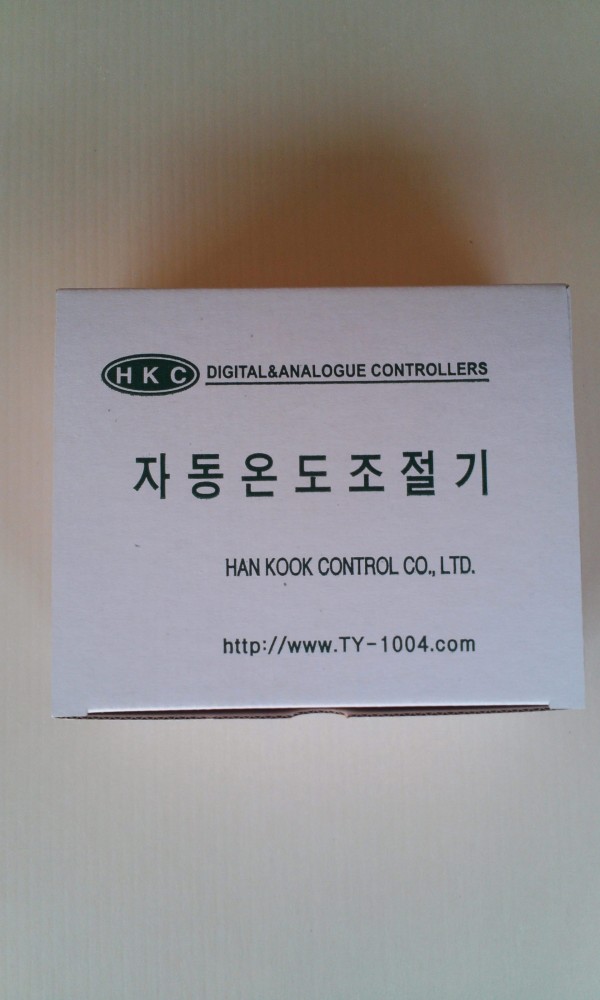 HKC DIGITAL&ANALOGUE CONTROLLERS
자동온도조절기
HAN KOOK CONTROL CO., LTD.
http://www.TY-1004.com